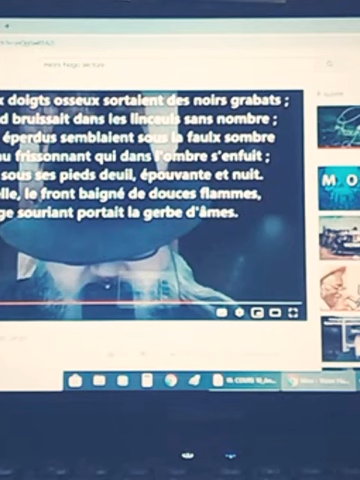 x doigts osseux sortaient des noirs grabats ;
d bruissait dans les linceuls sans nombre ;
éperdus semblaient sous la faulx sombre
u frissonnant qui dans l'ombre s'enfuit ;
sous ses pieds deuil, épouvante et nuit.
elle, le front baigné de douces flammes,
ge souriant portait la gerbe d'âmes.
M O